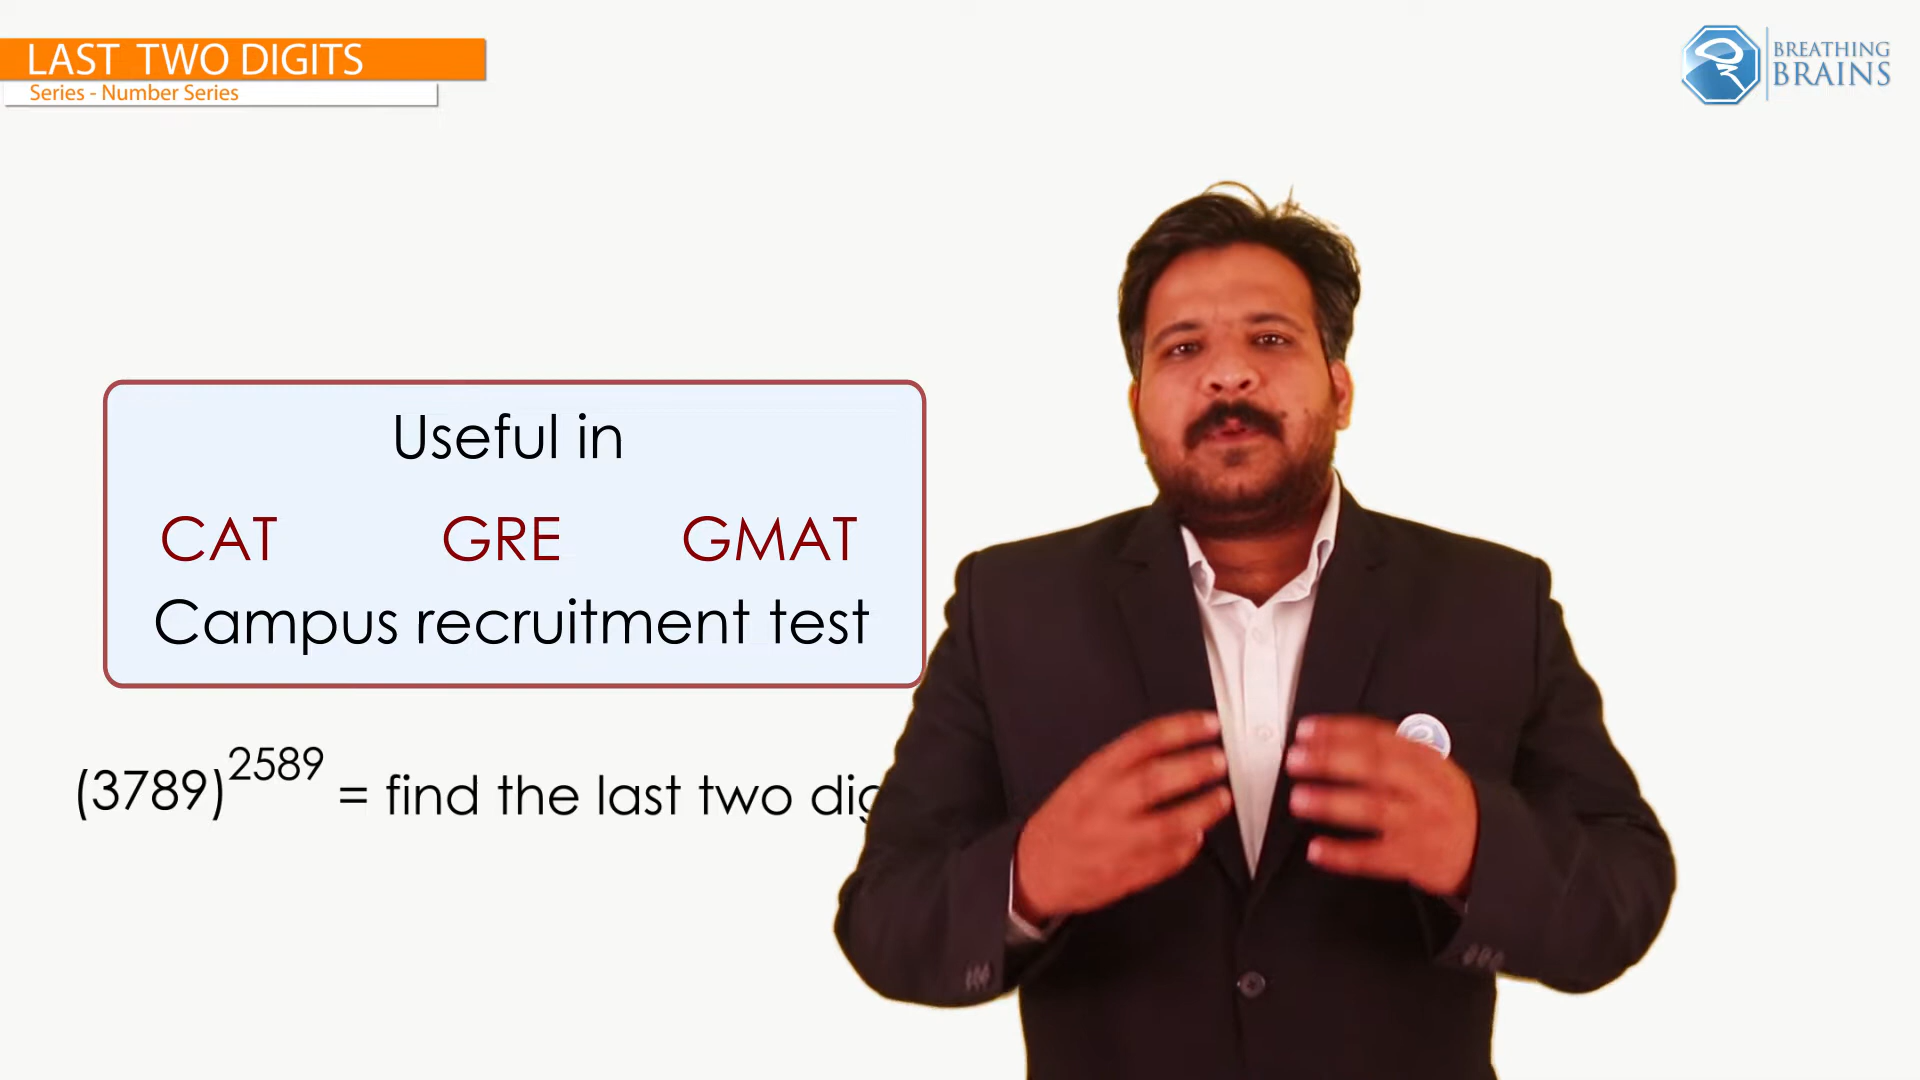 LAST TWO DIGITS
Series - Number Series
BREATHING
BRAINS
Useful in
CAT GRE GMAT
Campus recruitment test
(3789)^2589 = find the last two